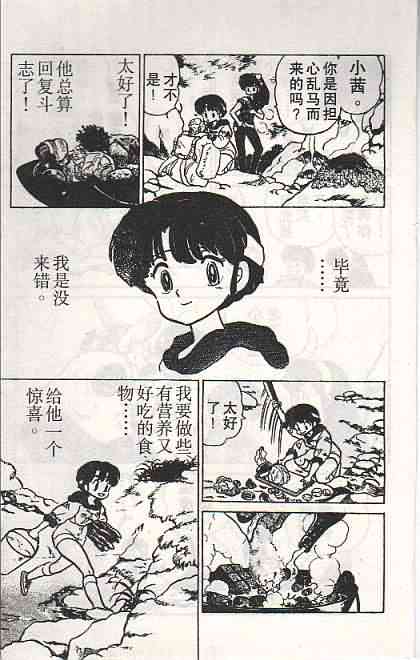 小茜。
你是因担
心乱马而
来的吗？
才不
是！
太好了！
他总算
回复斗
志了！
毕竟
……
我是没
来错。
太好
了！
我要做些
有营养又
好吃的食
物……
给他一个
惊喜。